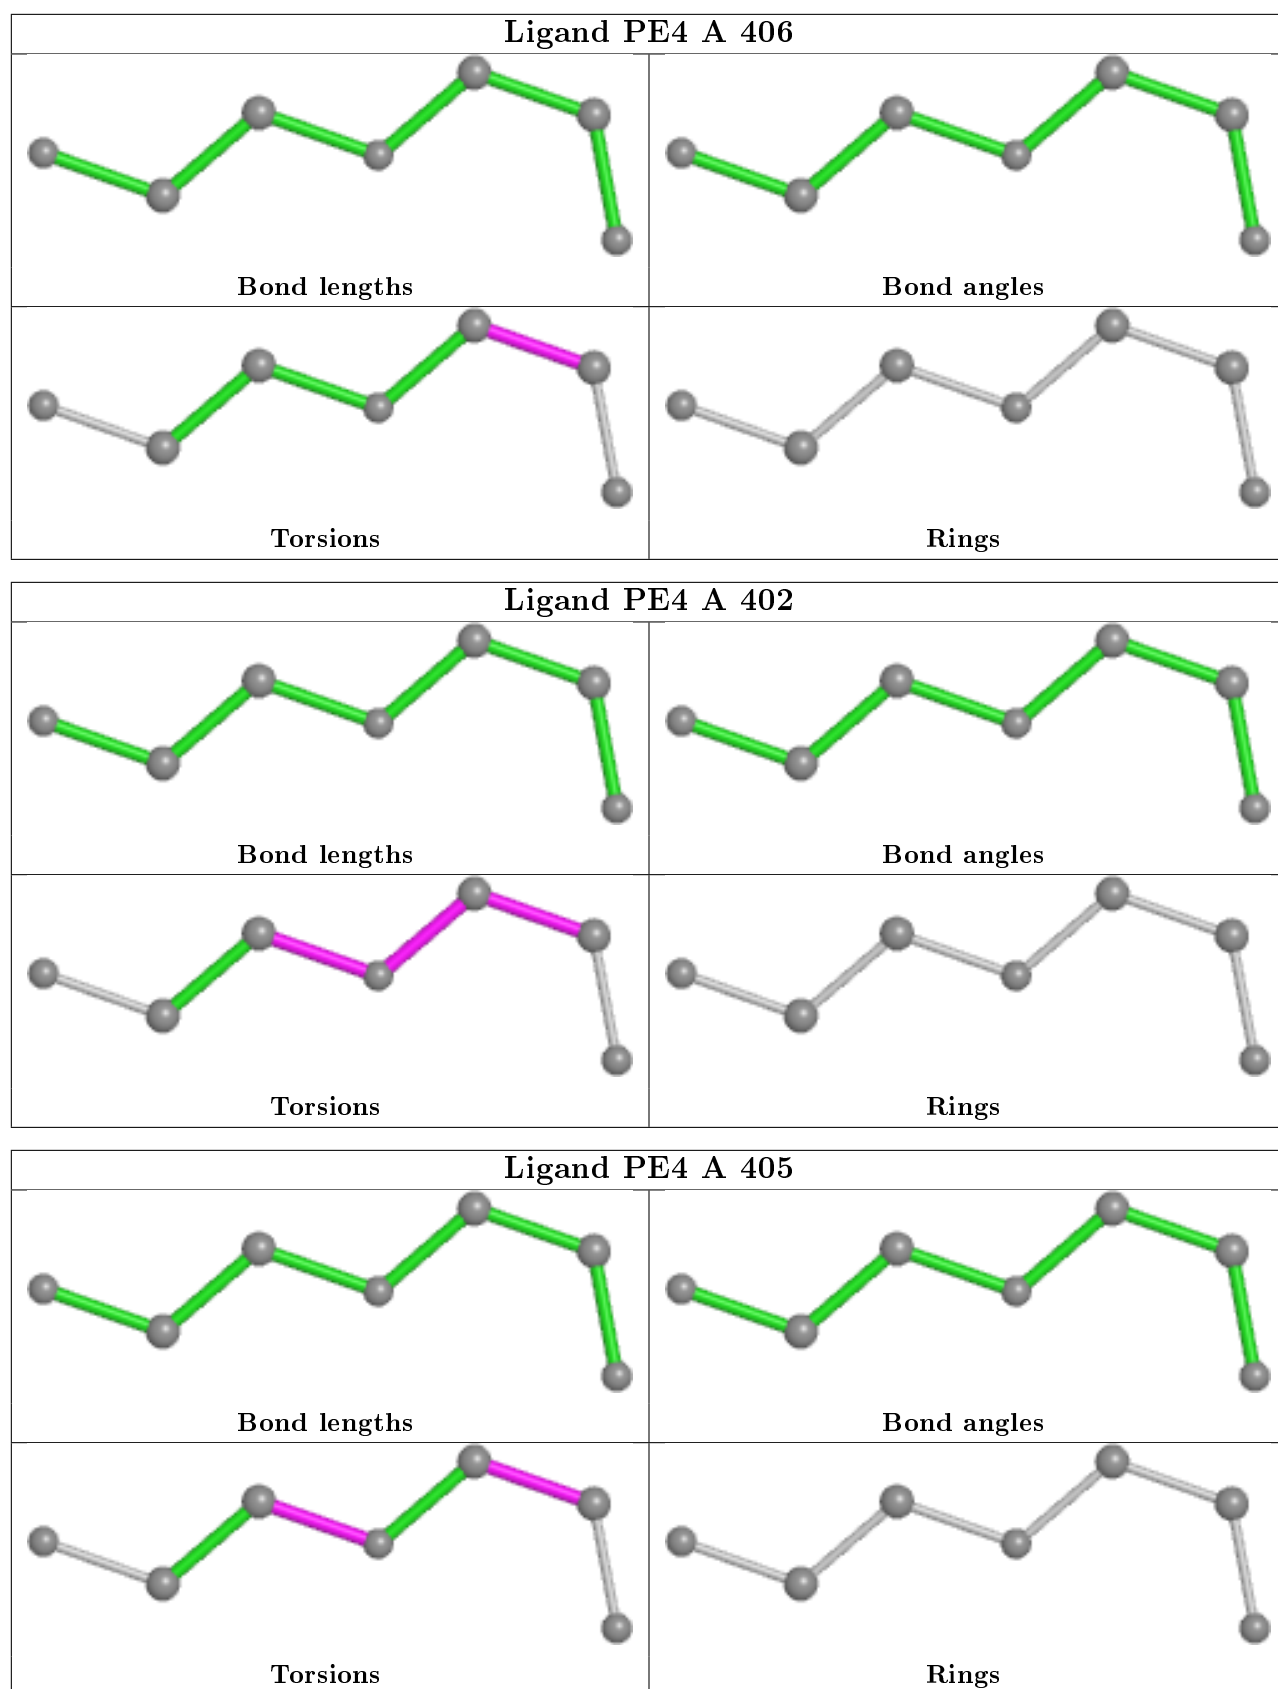 Ligand PE4 A 406
Bond lengths
Bond angles
Torsions
Rings
Ligand PE4 A 402
Bond lengths
Bond angles
Torsions
Rings
Ligand PE4 A 405
Bond lengths
Bond angles
Torsions
Rings